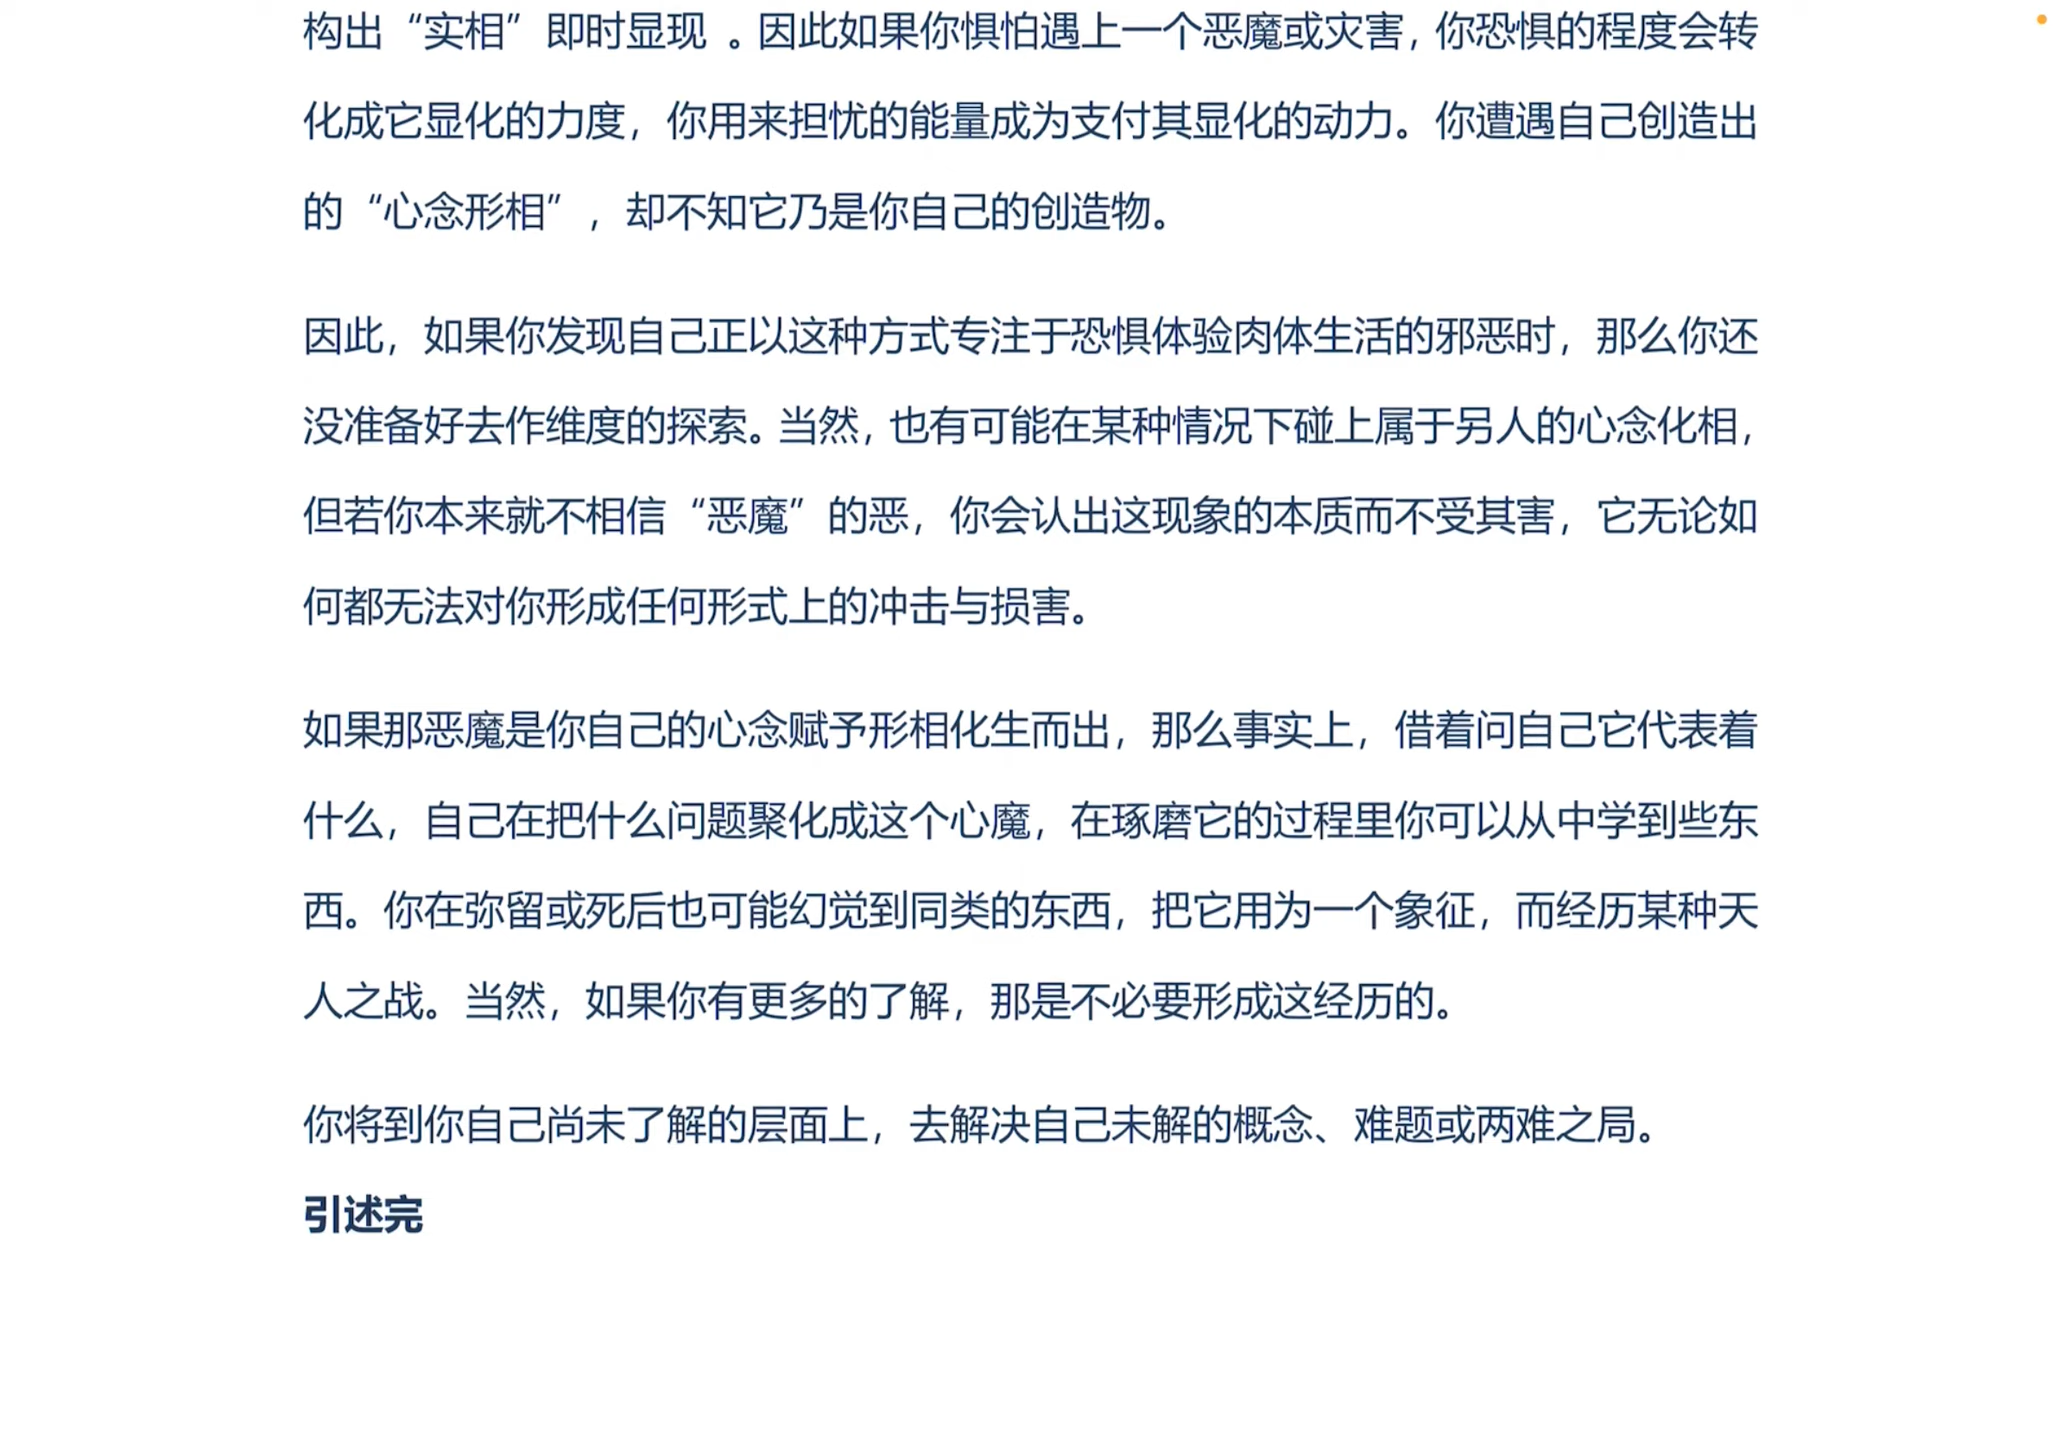 构出“实相”即时显现 。因此如果你惧怕遇上一个恶魔或灾害，你恐惧的程度会转
化成它显化的力度，你用来担忧的能量成为支付其显化的动力。你遭遇自己创造出
的“心念形相”，却不知它乃是你自己的创造物。
因此，如果你发现自己正以这种方式专注于恐惧体验肉体生活的邪恶时，那么你还
没准备好去作维度的探索。当然，也有可能在某种情况下碰上属于另人的心念化相，
但若你本来就不相信“恶魔”的恶，你会认出这现象的本质而不受其害，它无论如
何都无法对你形成任何形式上的冲击与损害。
如果那恶魔是你自己的心念赋予形相化生而出，那么事实上，借着问自己它代表着
什么，自己在把什么问题聚化成这个心魔，在琢磨它的过程里你可以从中学到些东
西。你在弥留或死后也可能幻觉到同类的东西，把它用为一个象征，而经历某种天
人之战。当然，如果你有更多的了解，那是不必要形成这经历的。
你将到你自己尚未了解的层面上，去解决自己未解的概念、难题或两难之局。
引述完